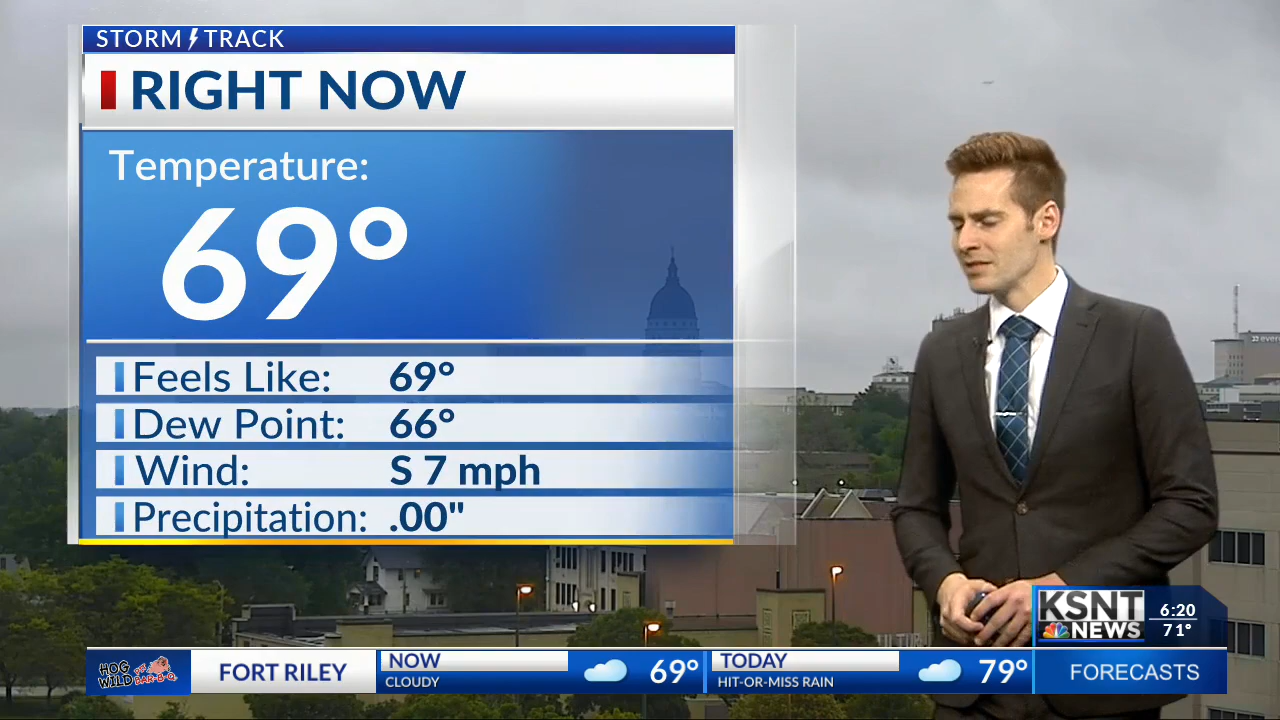 STORM TRACK
RIGHT NOW
Temperature:
69°
Feels Like: 69°
Dew Point: 66°
Wind: S 7 mph
Precipitation: .00"
KSNT
NEWS
6:20
71°
HOG WILD PIT BAR-B-Q
FORT RILEY
NOW
CLOUDY
69°
TODAY
HIT-OR-MISS RAIN
79°
FORECASTS